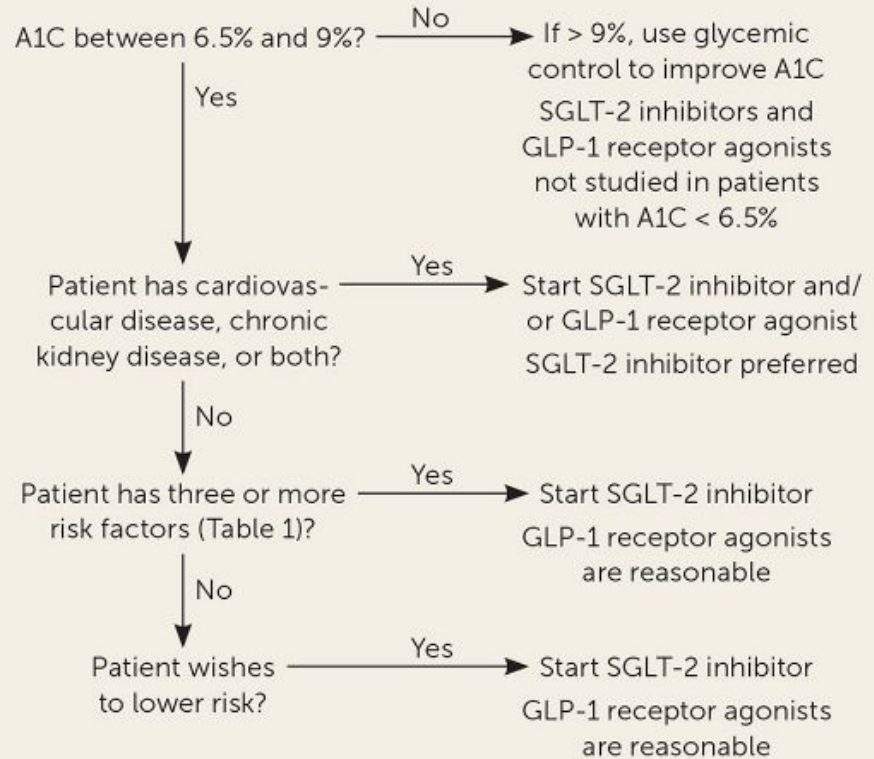 A1C between 6.5% and 9%?
No
If > 9%, use glycemic
control to improve A1C
SGLT-2 inhibitors and
GLP-1 receptor agonists
not studied in patients
with A1C < 6.5%
Yes
Patient has cardiovas-
cular disease, chronic
kidney disease, or both?
Yes
Start SGLT-2 inhibitor and/
or GLP-1 receptor agonist
SGLT-2 inhibitor preferred
No
Patient has three or more
risk factors (Table 1)?
Yes
Start SGLT-2 inhibitor
GLP-1 receptor agonists
are reasonable
No
Patient wishes
to lower risk?
Yes
Start SGLT-2 inhibitor
GLP-1 receptor agonists
are reasonable